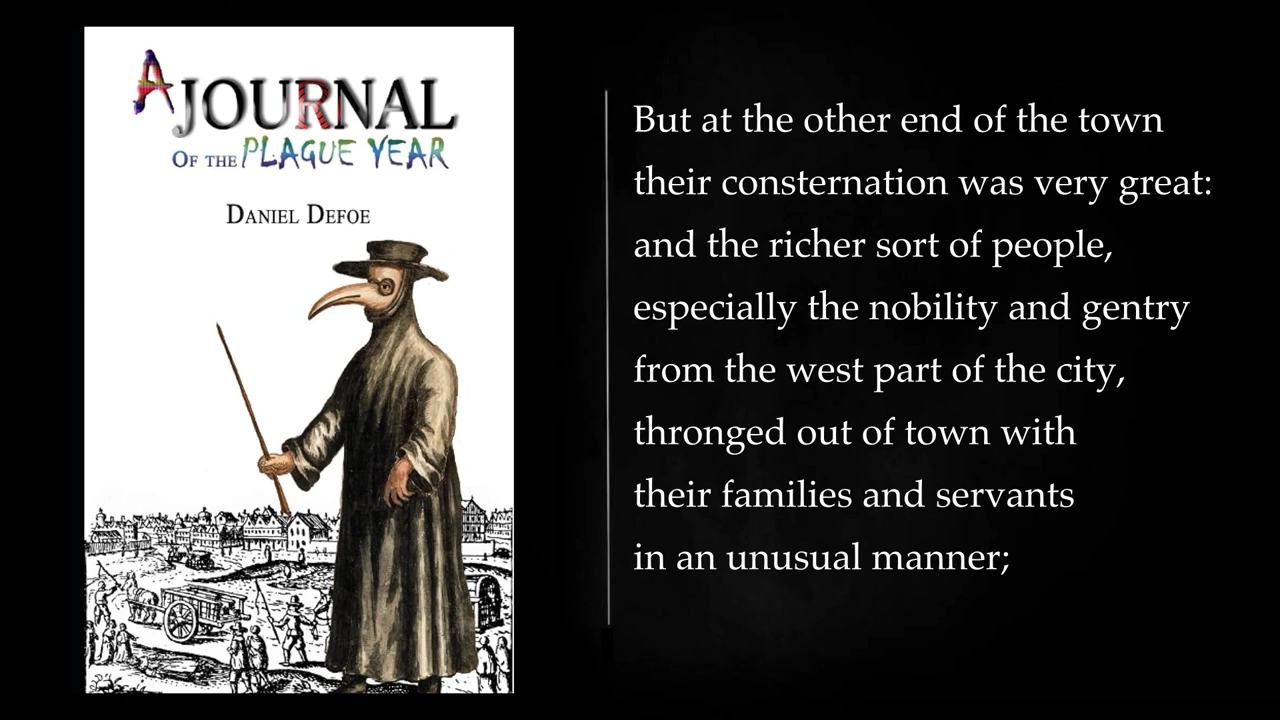 A JOURNAL
OF THE PLAGUE YEAR
DANIEL DEFOE
But at the other end of the town
their consternation was very great:
and the richer sort of people,
especially the nobility and gentry
from the west part of the city,
thronged out of town with
their families and servants
in an unusual manner;